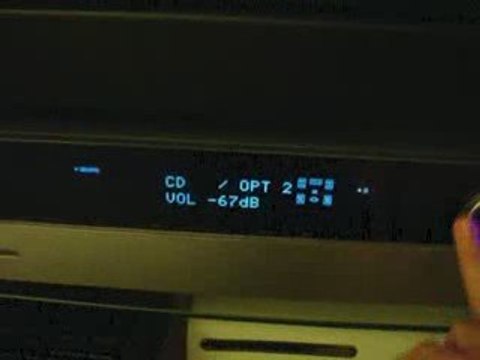 CD / OPT 2
VOL -67dB